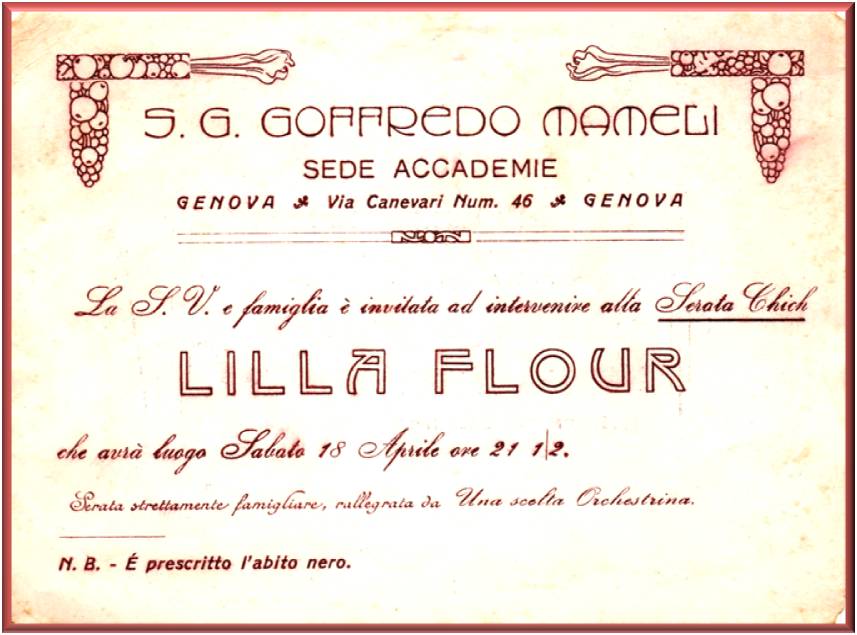 S. G. GOFFREDO MAMELI
SEDE ACCADEMIE
GENOVA Via Canevari Num. 46 GENOVA
La S. V. e famiglia è invitata ad intervenire alla Serata Chich
LILLA FLOUR
che avrà luogo Sabato 18 Aprile ore 21 1|2.
Serata strettamente famigliare, rallegrata da Una scelta Orchestrina.
N. B. - É prescritto l'abito nero.